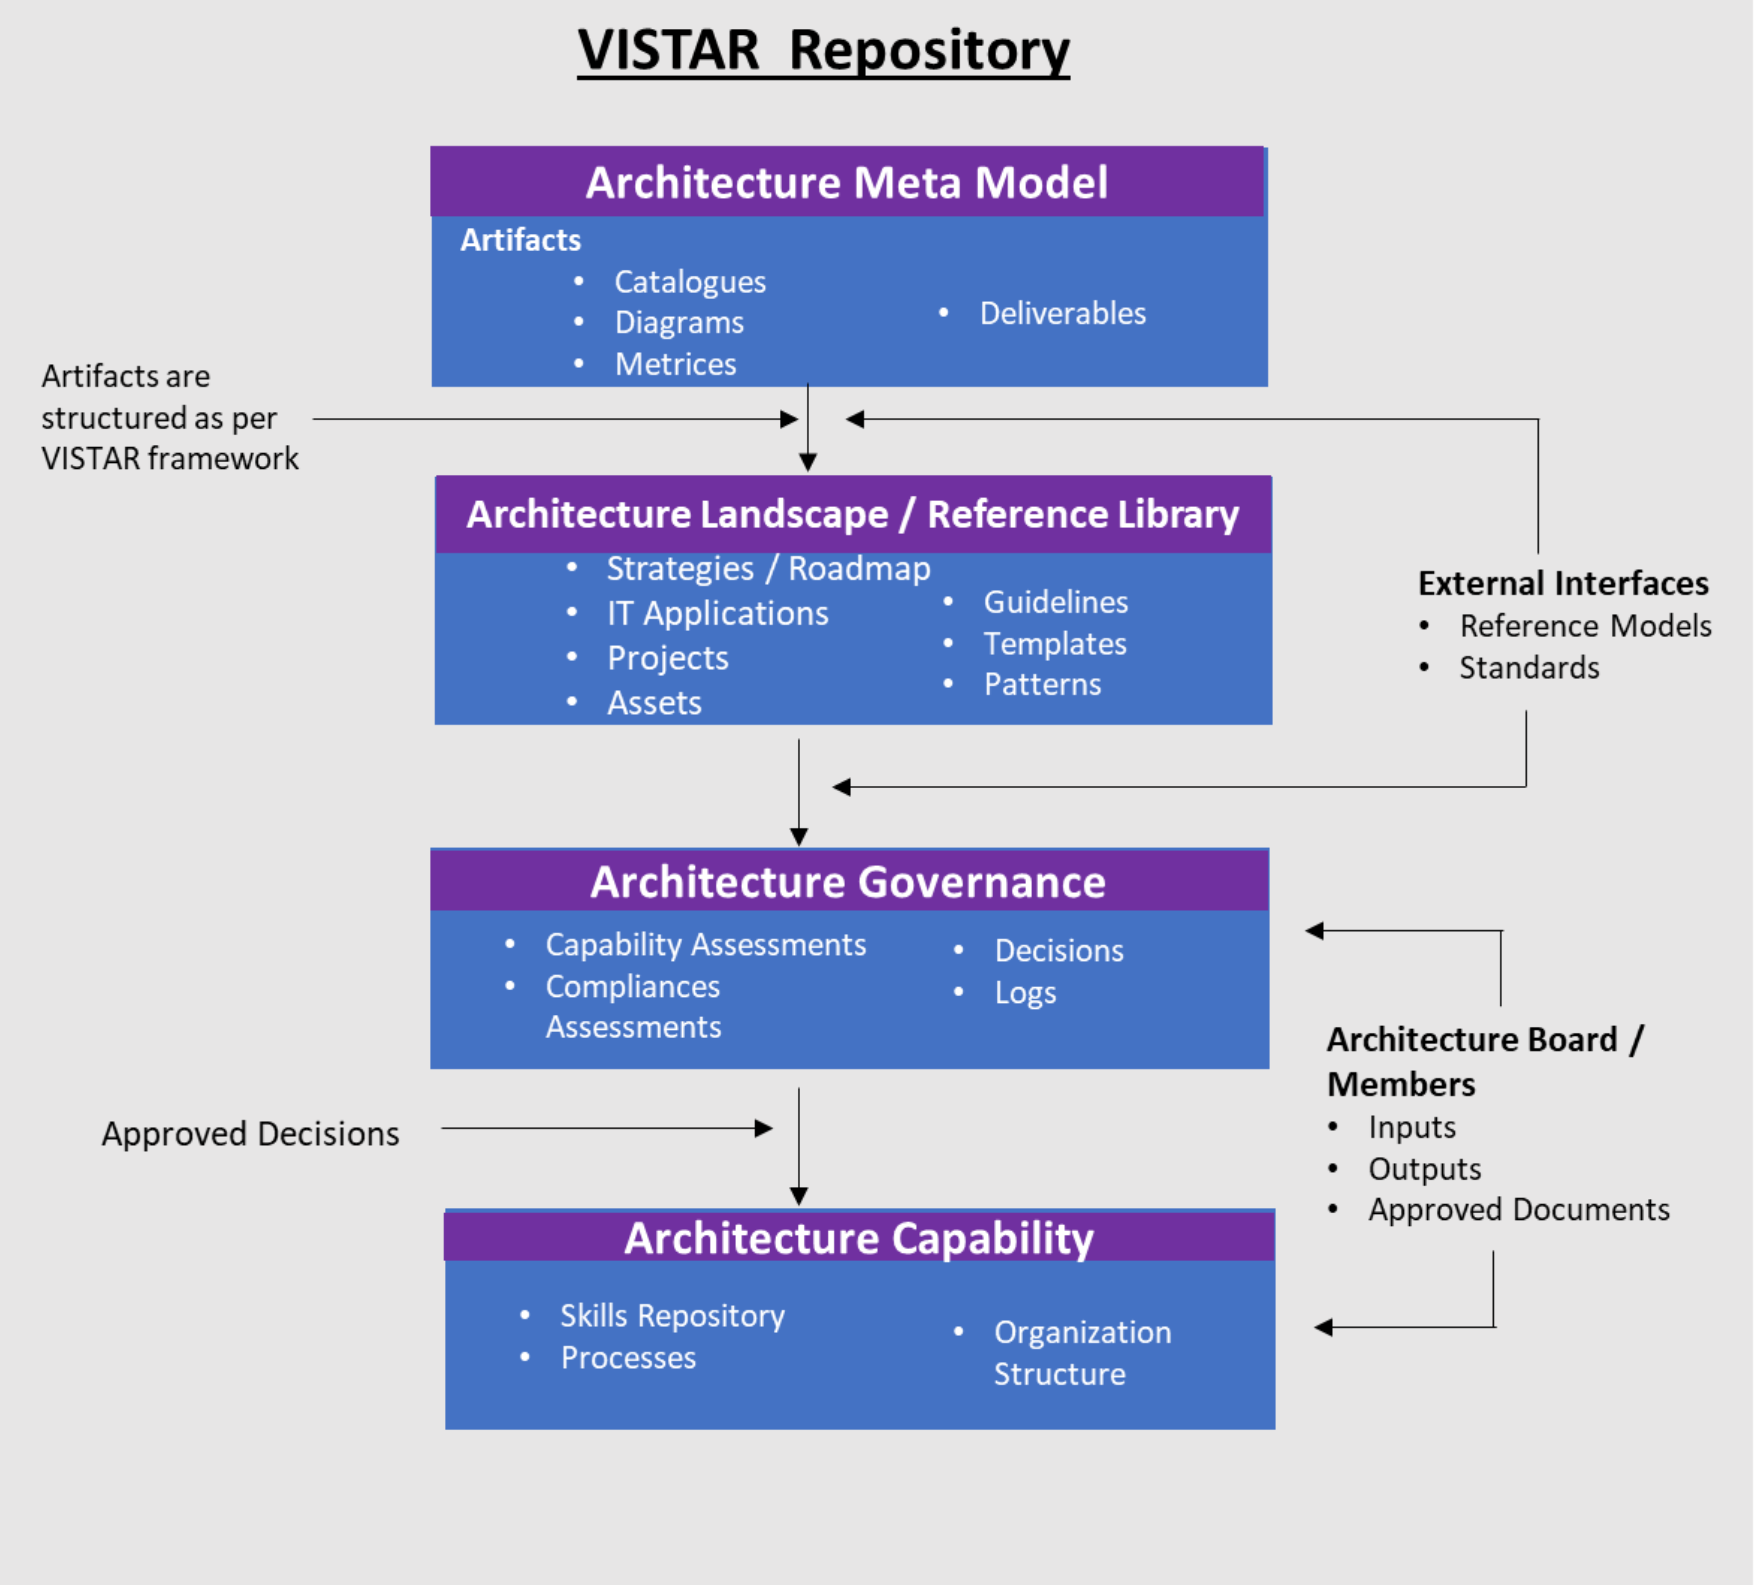 VISTAR Repository
Architecture Meta Model
Artifacts
• Catalogues
• Diagrams
• Metrices
• Deliverables
Artifacts are
structured as per
VISTAR framework
Architecture Landscape / Reference Library
• Strategies / Roadmap
• IT Applications
• Projects
• Assets
• Guidelines
• Templates
• Patterns
External Interfaces
• Reference Models
• Standards
Architecture Governance
• Capability Assessments
• Compliances
Assessments
• Decisions
• Logs
Architecture Board /
Members
• Inputs
• Outputs
• Approved Documents
Approved Decisions
Architecture Capability
• Skills Repository
• Processes
• Organization
Structure